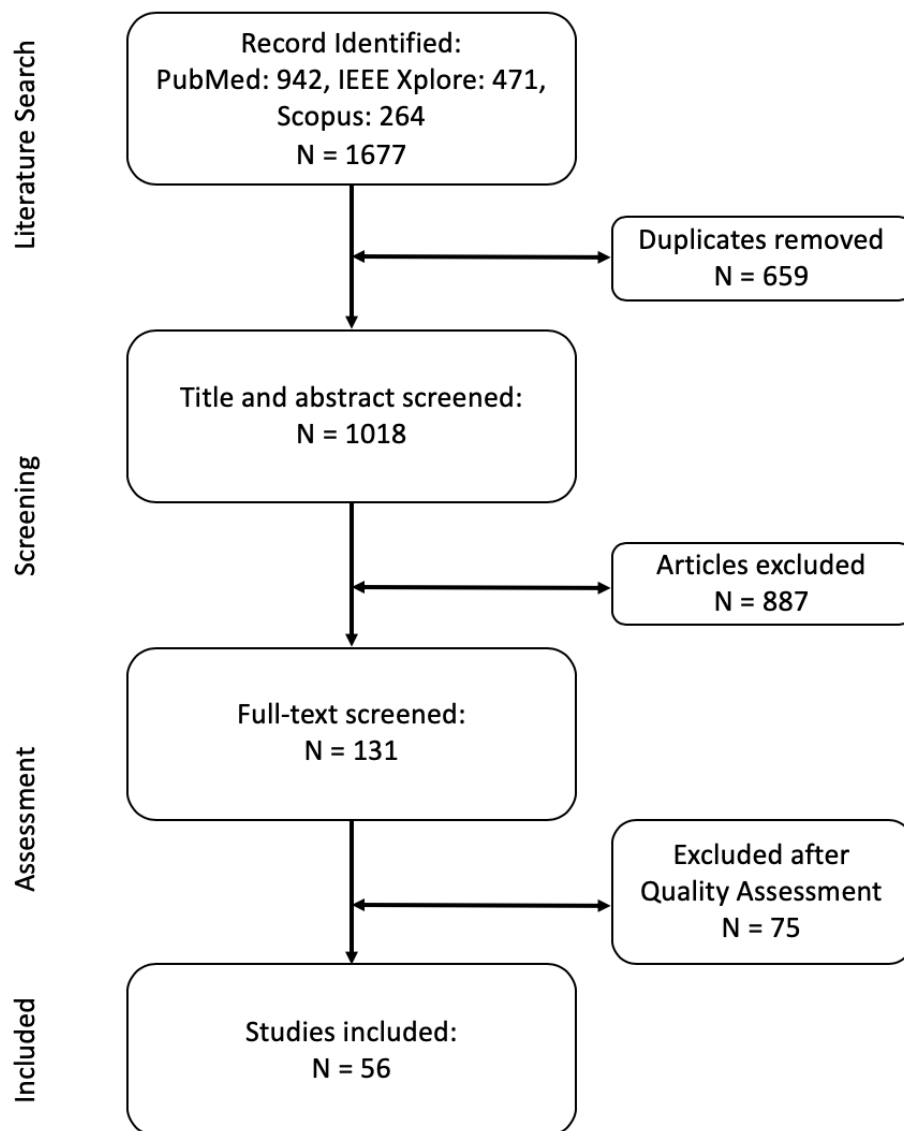 Literature Search
Record Identified:
PubMed: 942, IEEE Xplore: 471,
Scopus: 264
N = 1677
Duplicates removed
N = 659
Screening
Title and abstract screened:
N = 1018
Articles excluded
N = 887
Assessment
Full-text screened:
N = 131
Excluded after
Quality Assessment
N = 75
Included
Studies included:
N = 56